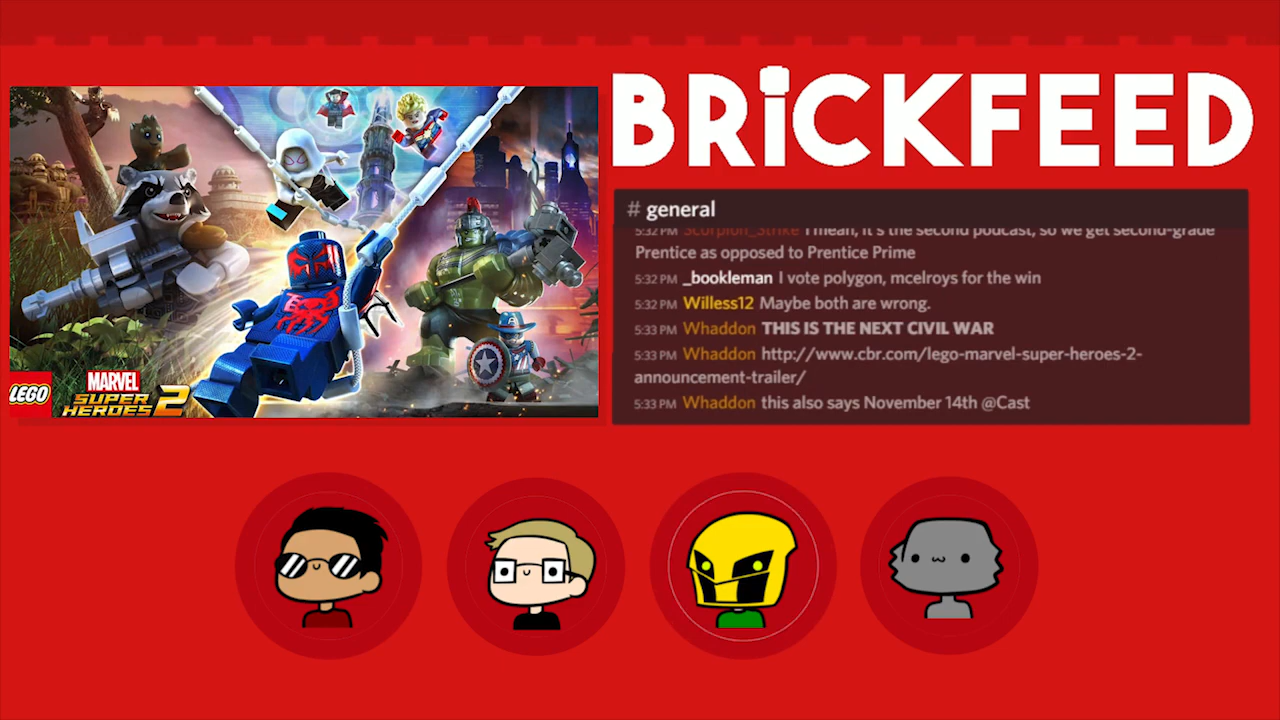 BRiCKFEED
# general
5:32 PM Scorpion_Strike I mean, it's the second podcast, so we get second-grade
Prentice as opposed to Prentice Prime
5:32 PM _bookleman I vote polygon, mcelroys for the win
5:32 PM Willess12 Maybe both are wrong.
5:33 PM Whaddon THIS IS THE NEXT CIVIL WAR
5:33 PM Whaddon http://www.cbr.com/lego-marvel-super-heroes-2-
announcement-trailer/
5:33 PM Whaddon this also says November 14th @Cast
LEGO
MARVEL
SUPER
HEROES 2